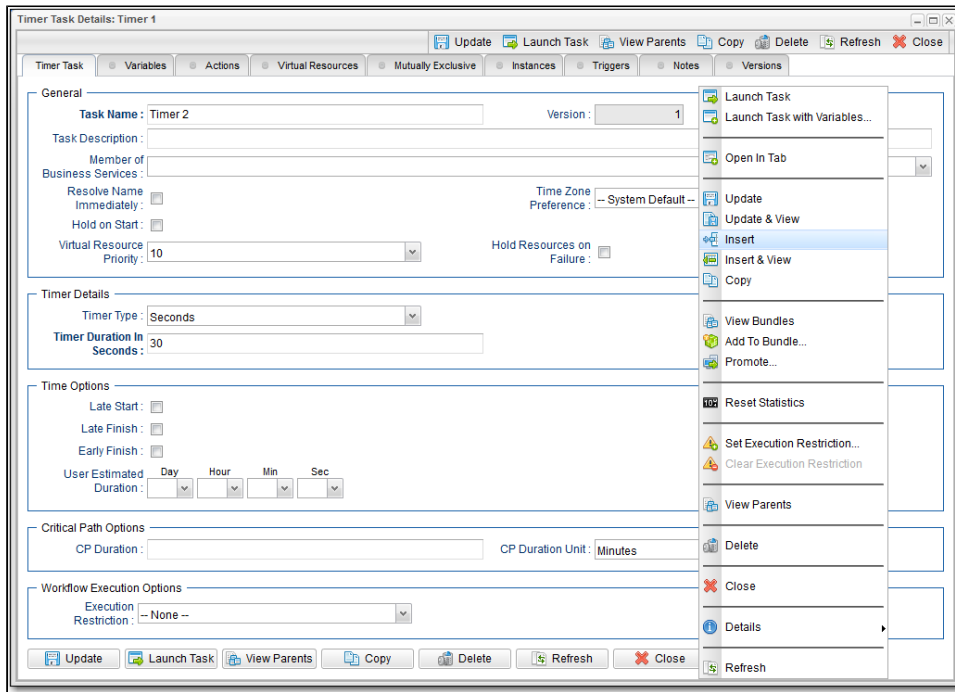 Timer Task Details: Timer 1
Update Launch Task View Parents Copy Delete Refresh Close
Timer Task Variables Actions Virtual Resources Mutually Exclusive Instances Triggers Notes Versions
General
Task Name : Timer 2 Version : 1
Task Description :
Member of
Business Services :
Resolve Name
Immediately :
Time Zone
Preference : -- System Default --
Hold on Start :
Virtual Resource
Priority : 10
Hold Resources on
Failure :
Timer Details
Timer Type : Seconds
Timer Duration In
Seconds : 30
Time Options
Late Start :
Late Finish :
Early Finish :
User Estimated
Duration :
Day Hour Min Sec
Critical Path Options
CP Duration : CP Duration Unit : Minutes
Workflow Execution Options
Execution
Restriction : -- None --
Update Launch Task View Parents Copy Delete Refresh Close
Launch Task
Launch Task with Variables...
Open In Tab
Update
Update & View
Insert
Insert & View
Copy
View Bundles
Add To Bundle...
Promote...
Reset Statistics
Set Execution Restriction...
Clear Execution Restriction
View Parents
Delete
Close
Details
Refresh